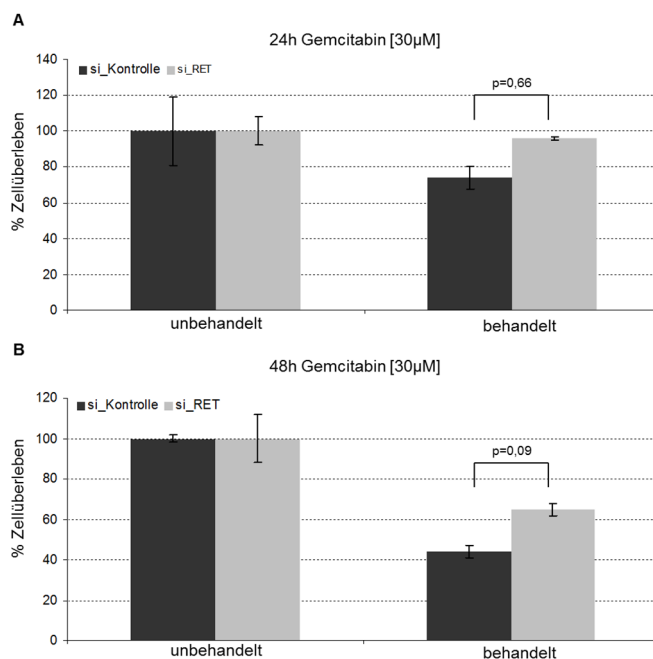 A
24h Gemcitabin [30µM]
140
si_Kontrolle si_RET
120
p=0,66
100
80
60
40
20
0
% Zellüberleben
unbehandelt behandelt
B
48h Gemcitabin [30µM]
120
si_Kontrolle si_RET
100
p=0,09
80
60
40
20
0
% Zellüberleben
unbehandelt behandelt